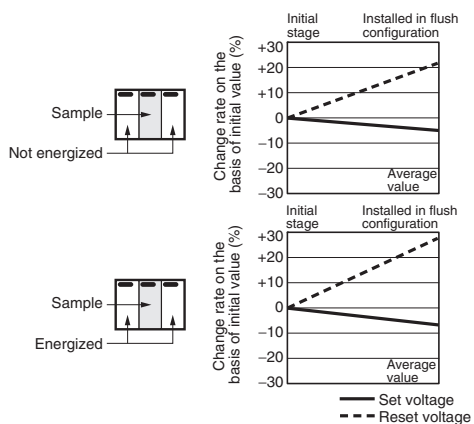 Initial stage
Installed in flush configuration
Change rate on the basis of initial value (%)
+30
+20
+10
0
−10
−20
−30
Average value
Sample
Not energized
Initial stage
Installed in flush configuration
Change rate on the basis of initial value (%)
+30
+20
+10
0
−10
−20
−30
Average value
Sample
Energized
Set voltage
Reset voltage